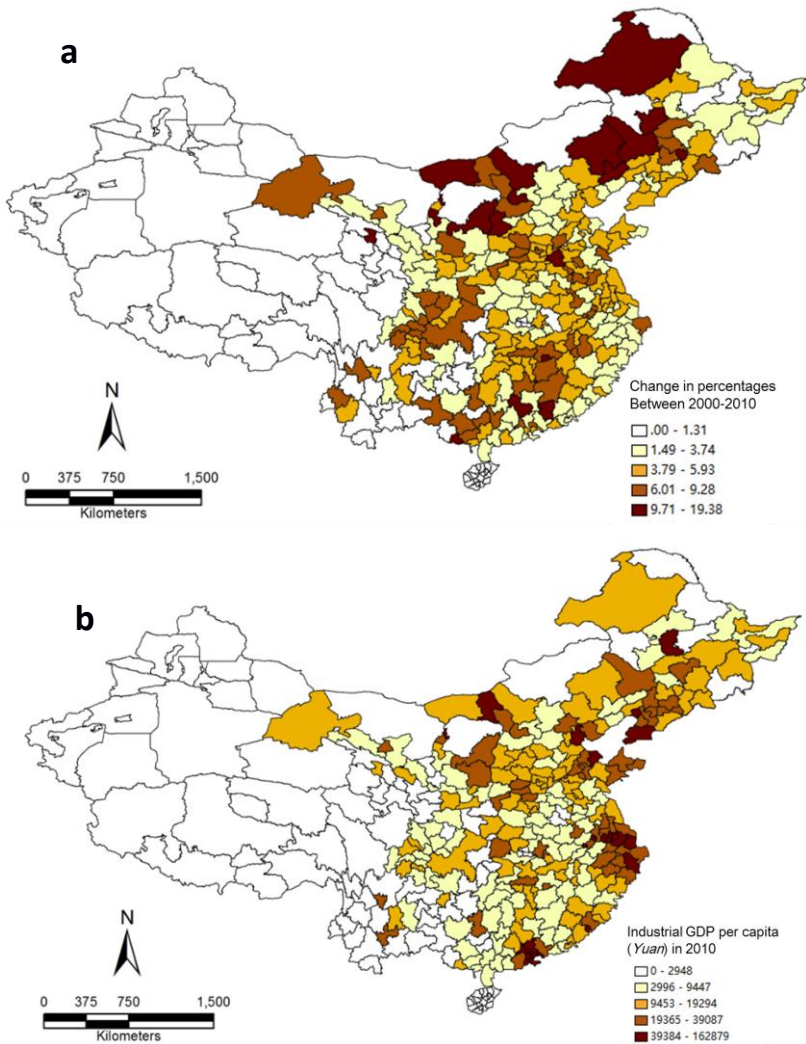 a
N
0 375 750 1,500
Kilometers
Change in percentages
Between 2000-2010
.00 - 1.31
1.49 - 3.74
3.79 - 5.93
6.01 - 9.28
9.71 - 19.38
b
N
0 375 750 1,500
Kilometers
Industrial GDP per capita
(Yuan) in 2010
0 - 2948
2996 - 9447
9453 - 19294
19365 - 39087
39384 - 162879